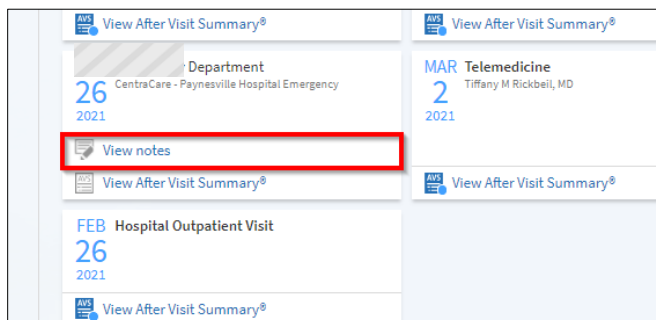 View After Visit Summary®
View After Visit Summary®
Department
26
CentraCare - Paynesville Hospital Emergency
2021
View notes
View After Visit Summary®
MAR
Telemedicine
2
Tiffany M Rickbeil, MD
2021
View After Visit Summary®
FEB
Hospital Outpatient Visit
26
2021
View After Visit Summary®